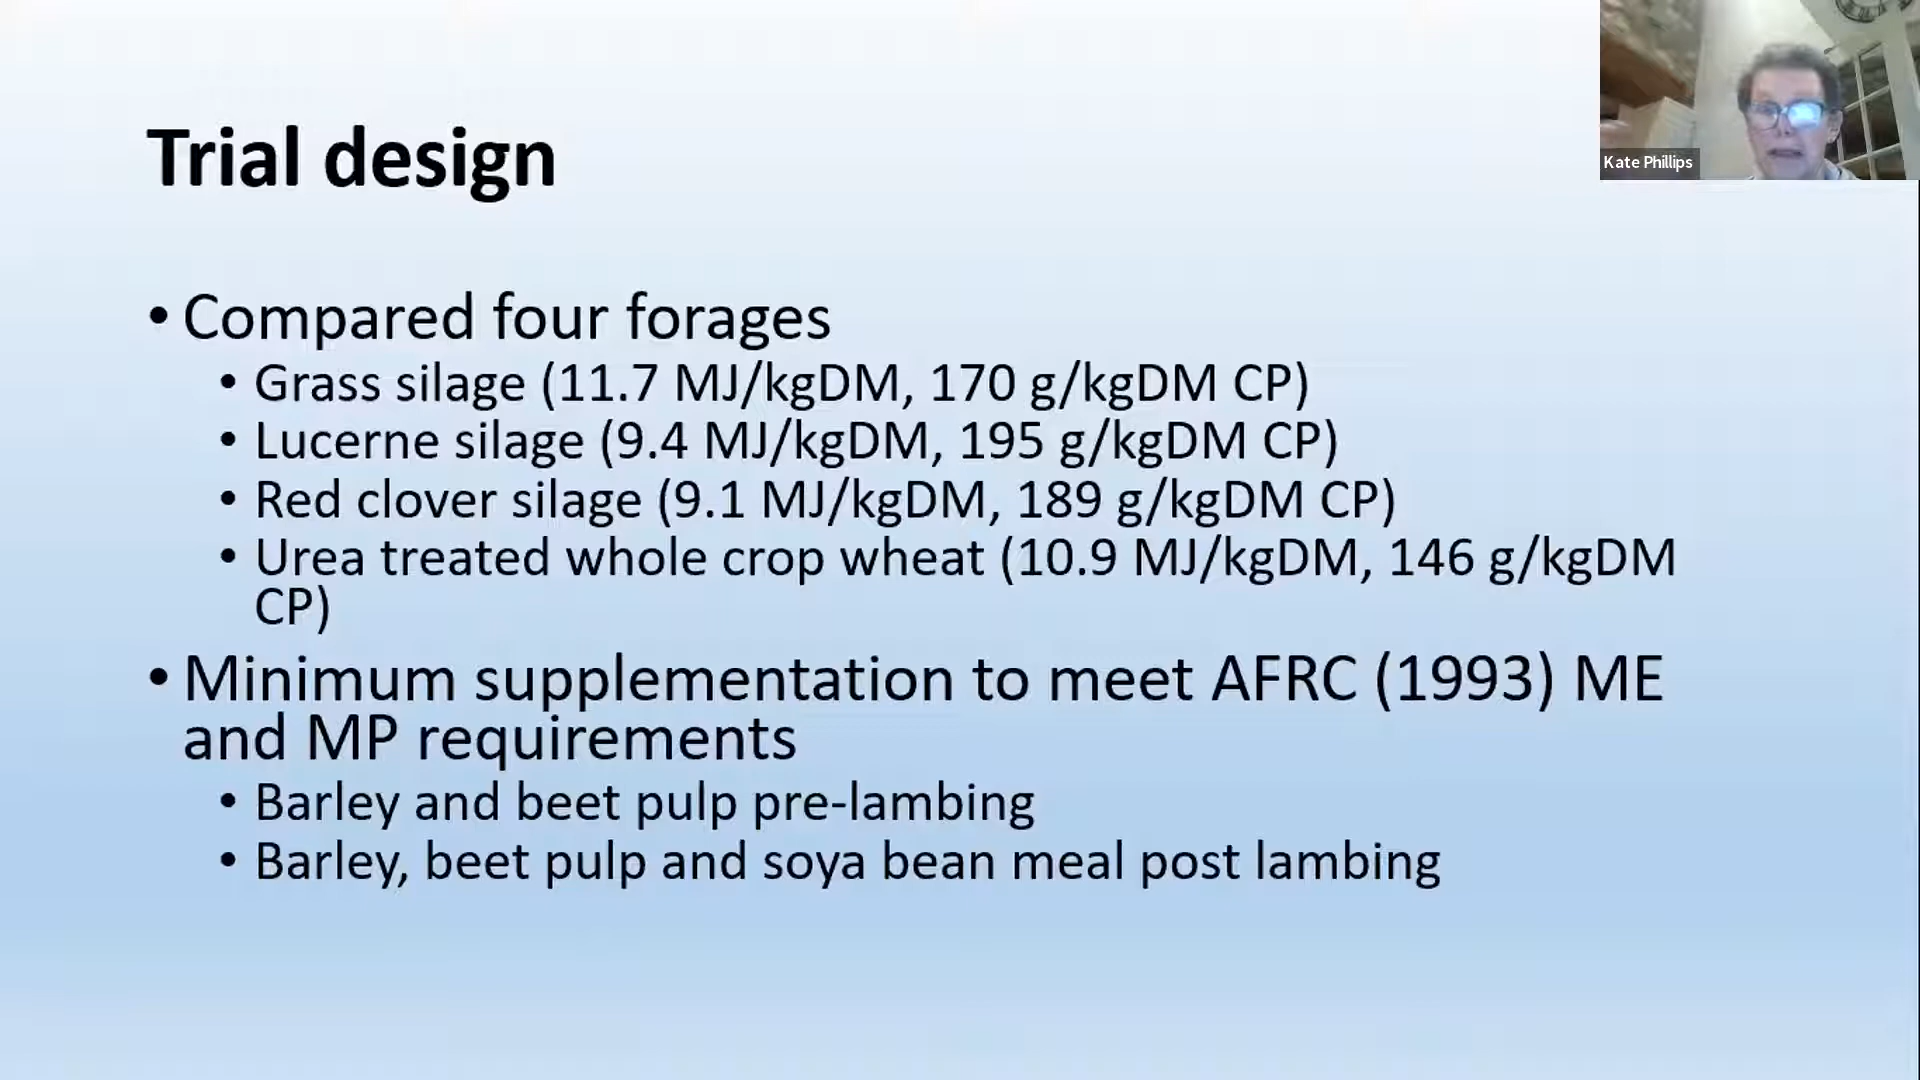 Trial design
Kate Phillips
• Compared four forages
• Grass silage (11.7 MJ/kgDM, 170 g/kgDM CP)
• Lucerne silage (9.4 MJ/kgDM, 195 g/kgDM CP)
• Red clover silage (9.1 MJ/kgDM, 189 g/kgDM CP)
• Urea treated whole crop wheat (10.9 MJ/kgDM, 146 g/kgDM
CP)
• Minimum supplementation to meet AFRC (1993) ME
and MP requirements
• Barley and beet pulp pre-lambing
• Barley, beet pulp and soya bean meal post lambing